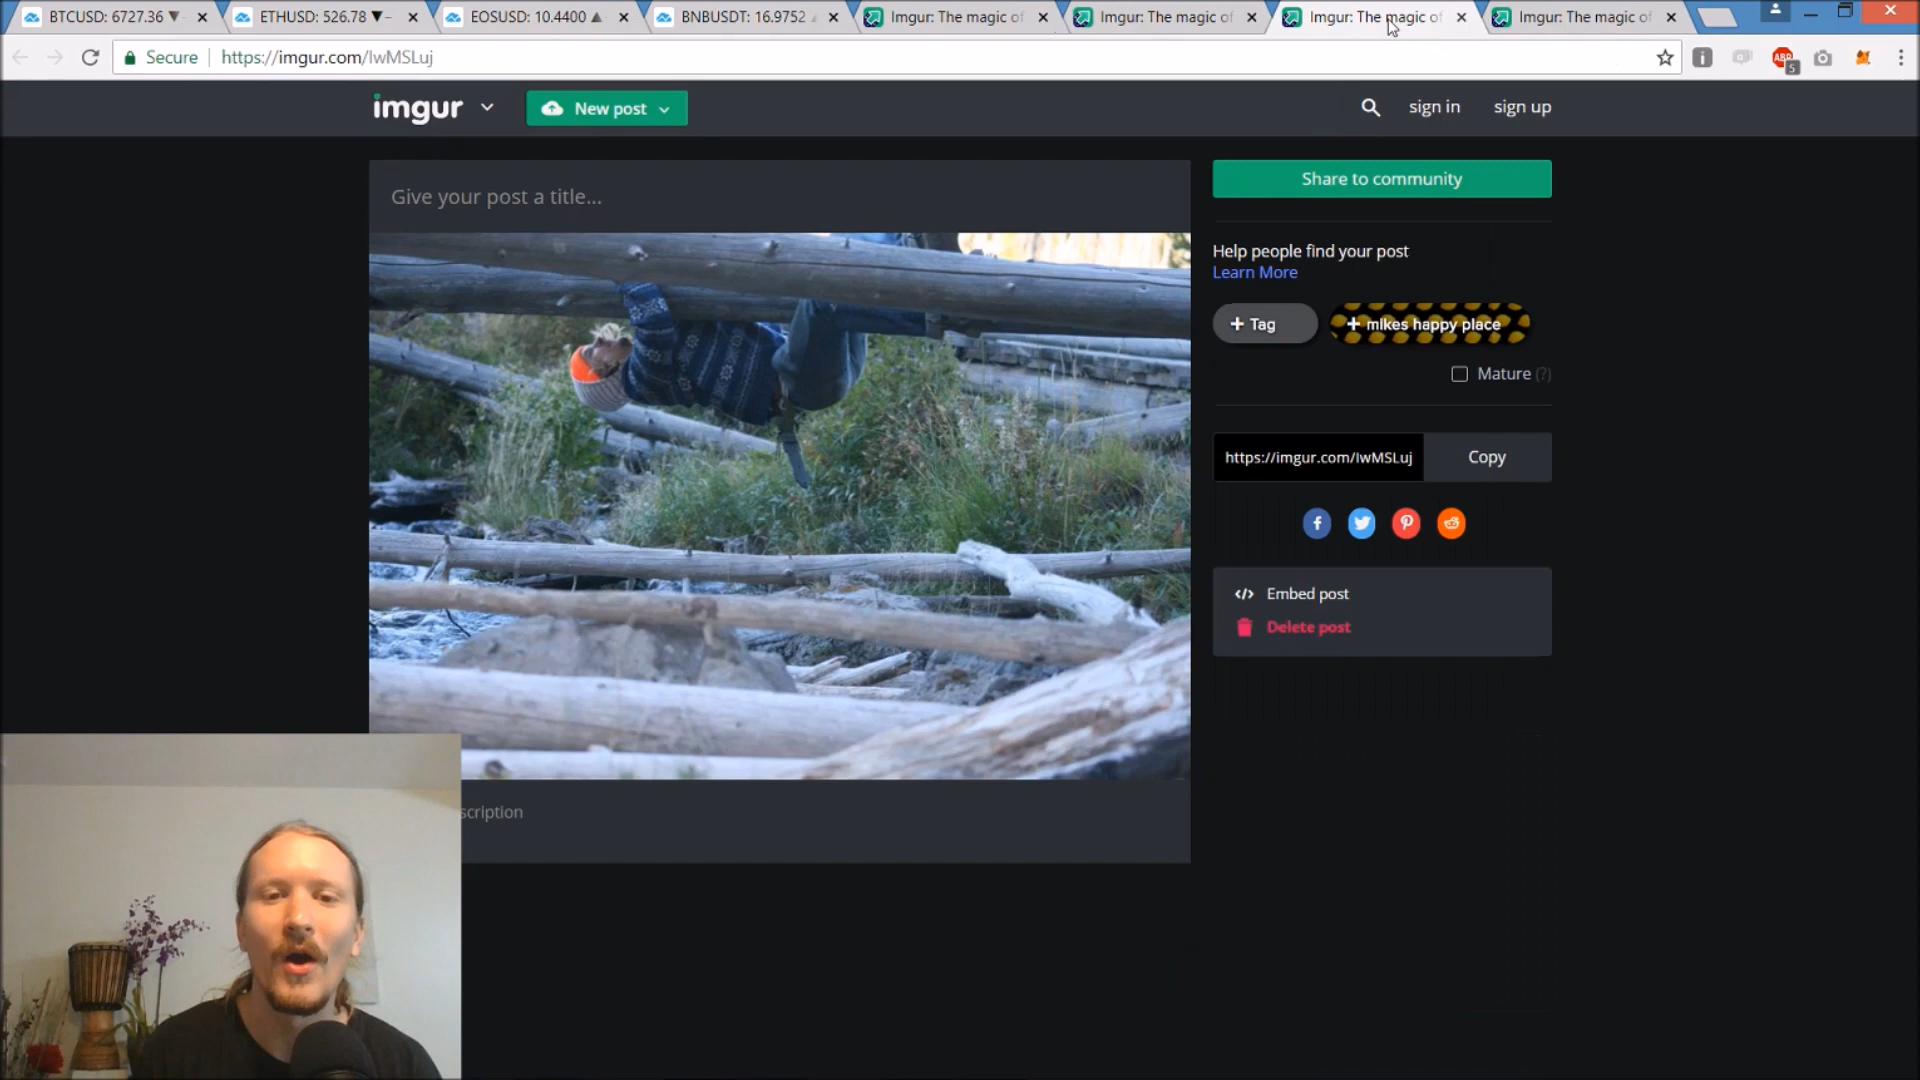 BTCUSD: 6727.36 ▼
ETHUSD: 526.78 ▼
EOSUSD: 10.4400 ▲
BNBUSDT: 16.9752
Imgur: The magic of
Imgur: The magic of
Imgur: The magic of
Imgur: The magic of
Secure
https://imgur.com/IwMSLuj
ABP
5
imgur
New post
sign in
sign up
Give your post a title...
Share to community
Help people find your post
Learn More
+ Tag
+ mikes happy place
Mature (?)
https://imgur.com/IwMSLuj
Copy
</> Embed post
Delete post
scription